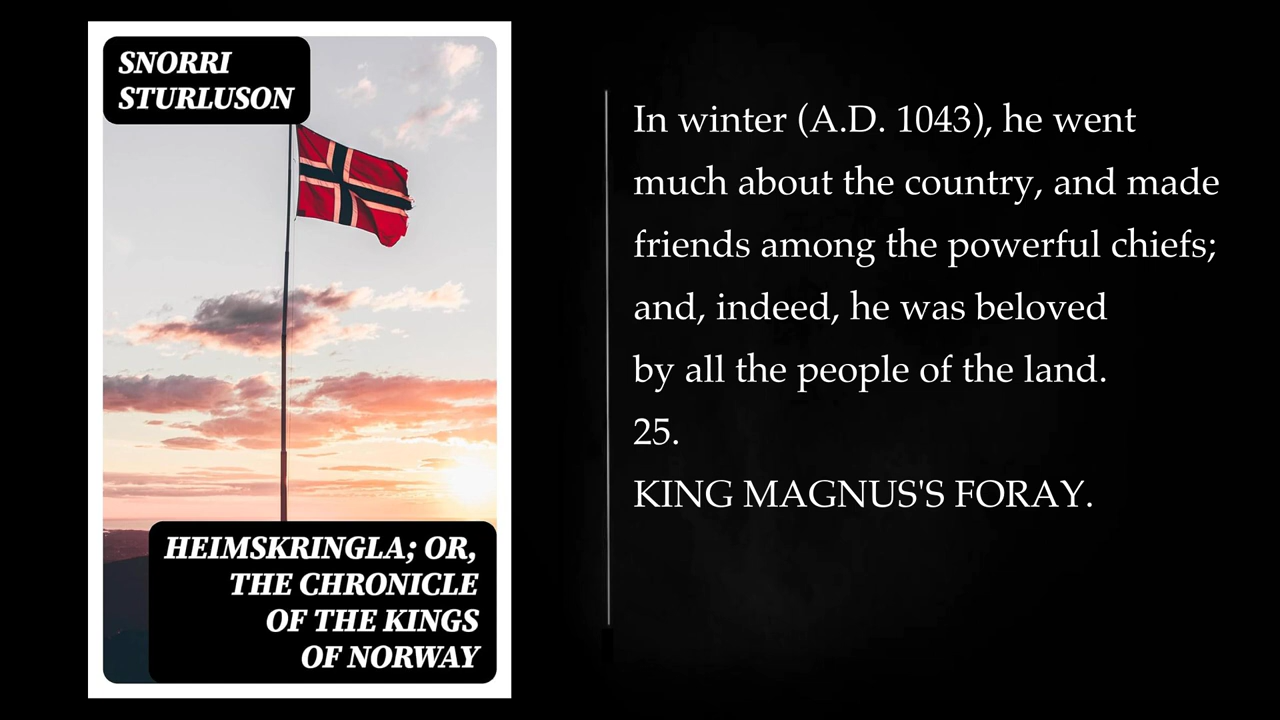 SNORRI
STURLUSON
HEIMSKRINGLA; OR,
THE CHRONICLE
OF THE KINGS
OF NORWAY
In winter (A.D. 1043), he went
much about the country, and made
friends among the powerful chiefs;
and, indeed, he was beloved
by all the people of the land.
25.
KING MAGNUS'S FORAY.